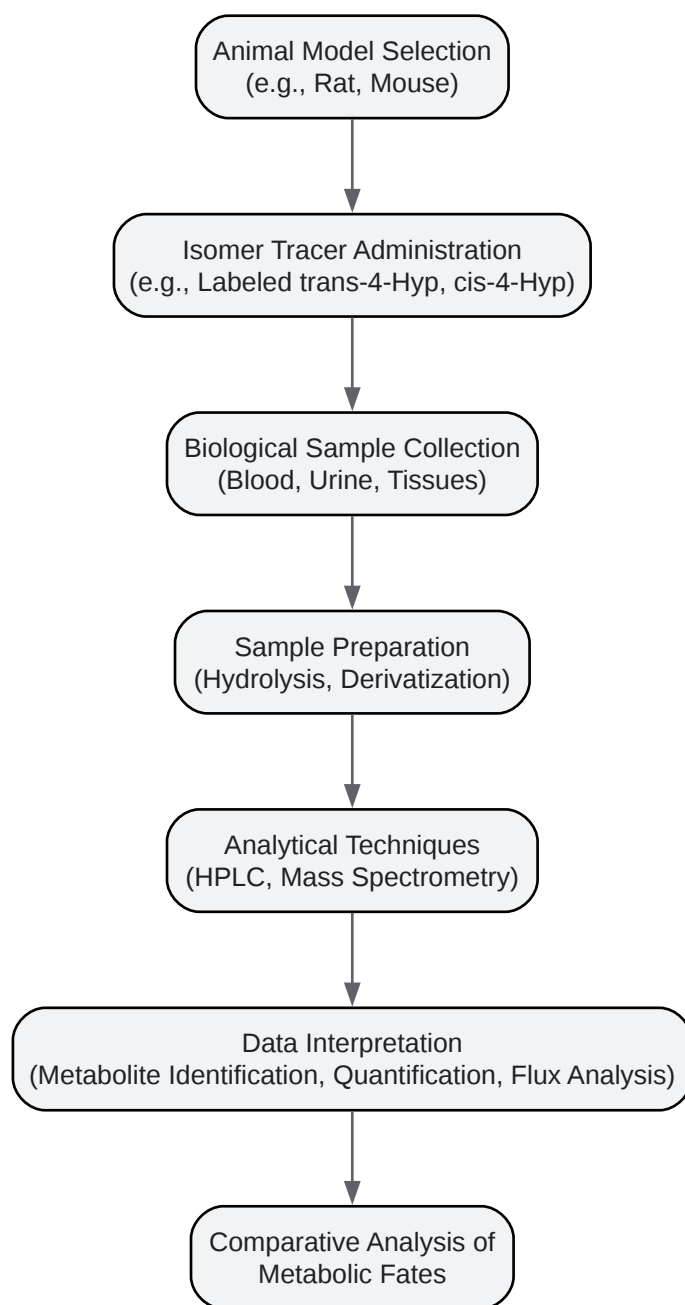 Animal Model Selection
(e.g., Rat, Mouse)
Isomer Tracer Administration
(e.g., Labeled trans-4-Hyp, cis-4-Hyp)
Biological Sample Collection
(Blood, Urine, Tissues)
Sample Preparation
(Hydrolysis, Derivatization)
Analytical Techniques
(HPLC, Mass Spectrometry)
Data Interpretation
(Metabolite Identification, Quantification, Flux Analysis)
Comparative Analysis of
Metabolic Fates